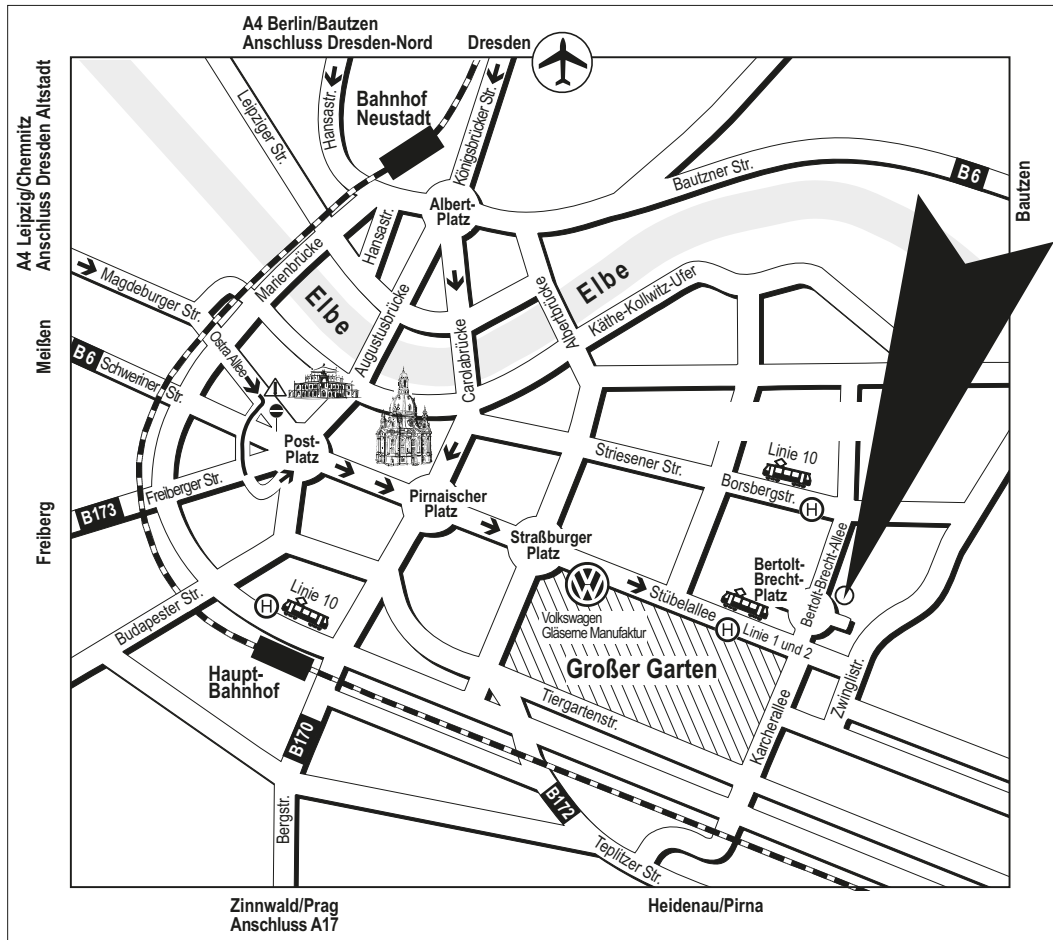 A4 Berlin/Bautzen
Anschluss Dresden-Nord
Dresden
A4 Leipzig/Chemnitz
Anschluss Dresden Altstadt
Meißen
Freiberg
Bautzen
Leipziger Str.
Hansastr.
Bahnhof
Neustadt
Königsbrücker Str.
Bautzner Str.
B6
Albert-
Platz
Hansastr.
Magdeburger Str.
Marienbrücke
Elbe
Augustusbrücke
Carolabrücke
Albertbrücke
Elbe
Käthe-Kollwitz-Ufer
B6
Schweriner Str.
Ostra Allee
Post-
Platz
Freiberger Str.
B173
Pirnaischer
Platz
Straßburger
Platz
Striesener Str.
Linie 10
Borsbergstr.
H
Bertolt-Brecht-Allee
Bertolt-
Brecht-
Platz
Stübelallee
H
Linie 1 und 2
Volkswagen
Gläserne Manufaktur
Großer Garten
Linie 10
H
Budapester Str.
Haupt-
Bahnhof
Tiergartenstr.
Karcherallee
Zwinglistr.
B170
B172
Bergstr.
Teplitzer Str.
Zinnwald/Prag
Anschluss A17
Heidenau/Pirna